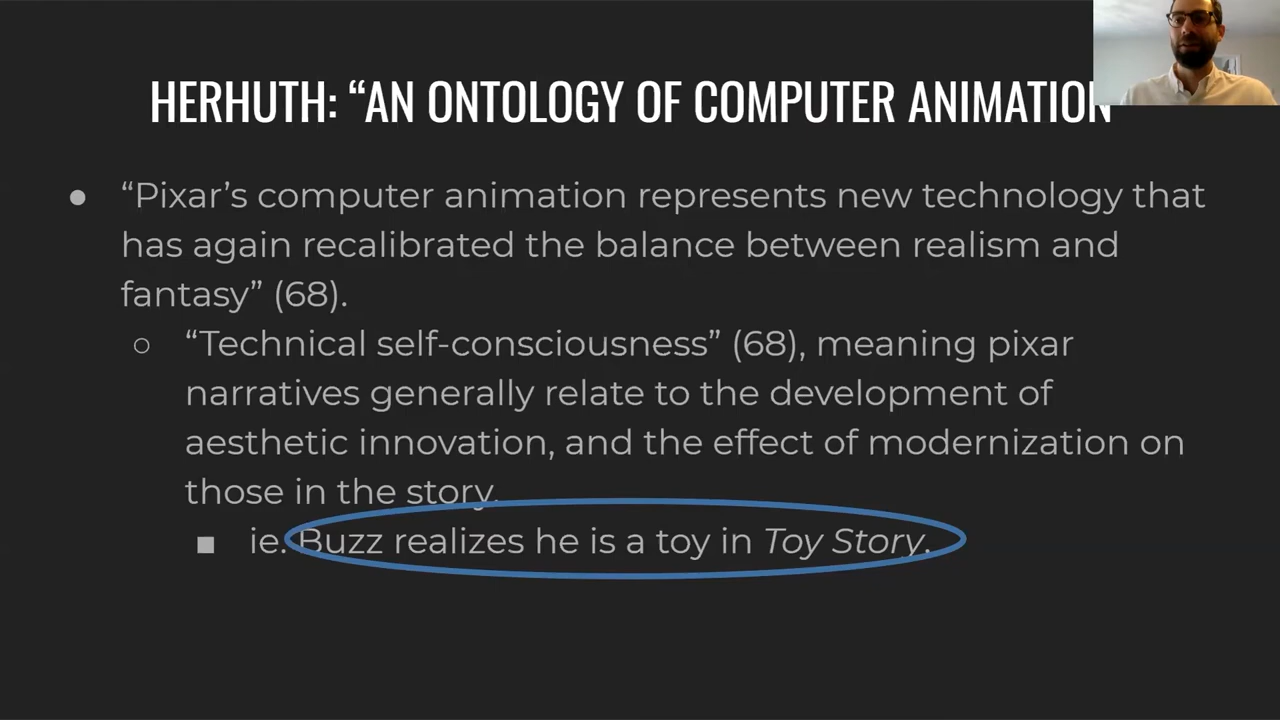 HERHUTH: “AN ONTOLOGY OF COMPUTER ANIMATION
● “Pixar’s computer animation represents new technology that
has again recalibrated the balance between realism and
fantasy” (68).
○ “Technical self-consciousness” (68), meaning pixar
narratives generally relate to the development of
aesthetic innovation, and the effect of modernization on
those in the story.
■ ie. Buzz realizes he is a toy in Toy Story.